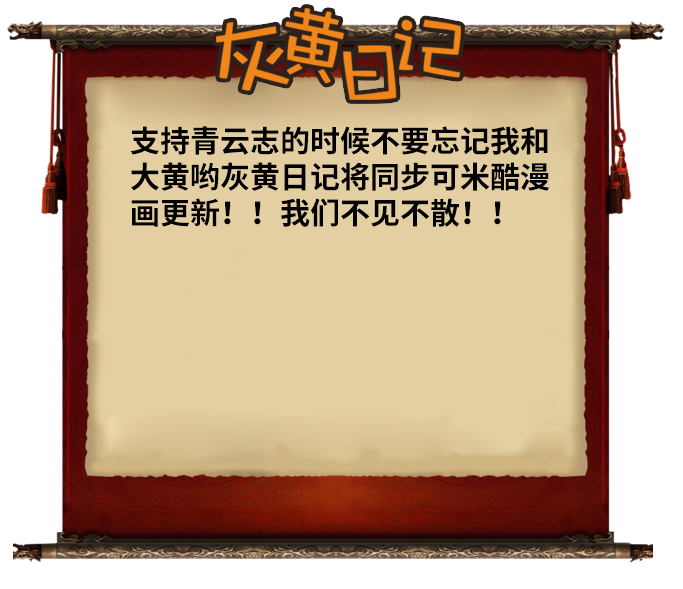 灰黄日记
支持青云志的时候不要忘记我和
大黄哟灰黄日记将同步可米酷漫
画更新！！我们不见不散！！